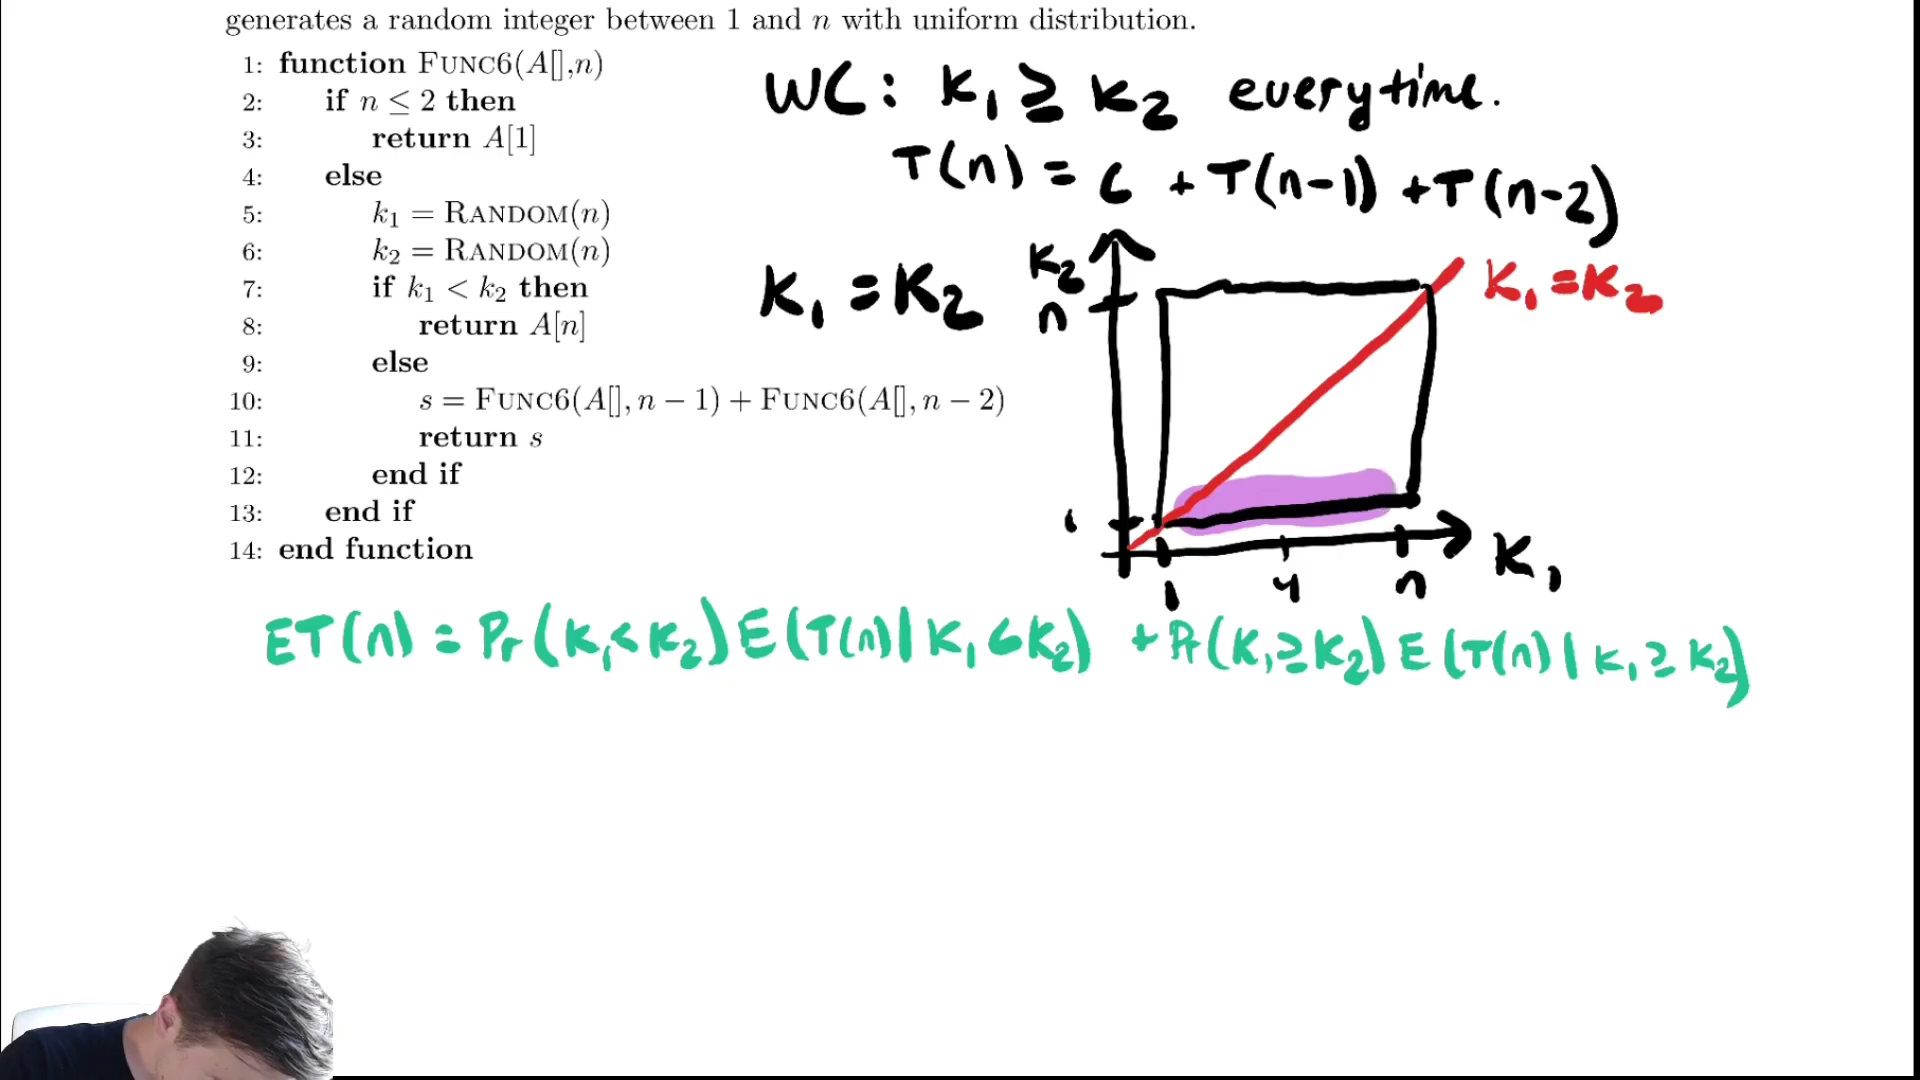 generates a random integer between 1 and n with uniform distribution.
1: function FUNC6(A[],n)
2: if n ≤ 2 then
3: return A[1]
4: else
5: k₁ = RANDOM(n)
6: k₂ = RANDOM(n)
7: if k₁ < k₂ then
8: return A[n]
9: else
10: s = FUNC6(A[], n − 1) + FUNC6(A[], n − 2)
11: return s
12: end if
13: end if
14: end function
WC: K₁ ≥ K₂ everytime.
T(n) = C + T(n-1) + T(n-2)
K₁ = K₂
K₂
n
K₁ = K₂
1
1 4 n
K₁
ET(n) = Pr(K₁<K₂) E(T(n) | K₁<K₂) + Pr(K₁≥K₂) E(T(n) | K₁≥K₂)